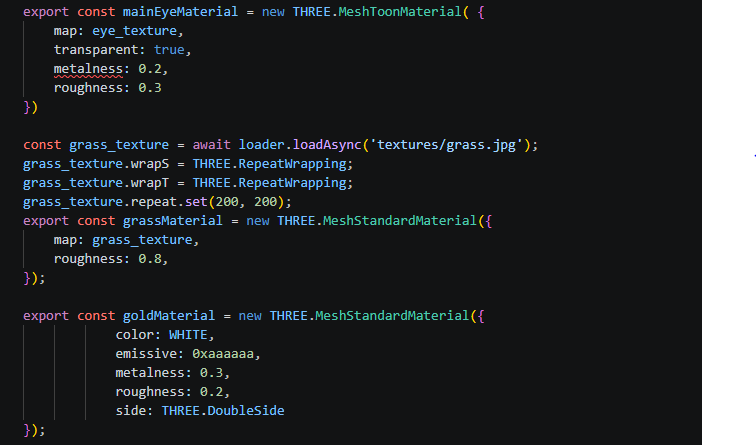 export const mainEyeMaterial = new THREE.MeshToonMaterial( {
    map: eye_texture,
    transparent: true,
    metalness: 0.2,
    roughness: 0.3
})

const grass_texture = await loader.loadAsync('textures/grass.jpg');
grass_texture.wrapS = THREE.RepeatWrapping;
grass_texture.wrapT = THREE.RepeatWrapping;
grass_texture.repeat.set(200, 200);
export const grassMaterial = new THREE.MeshStandardMaterial({
    map: grass_texture,
    roughness: 0.8,
});

export const goldMaterial = new THREE.MeshStandardMaterial({
            color: WHITE,
            emissive: 0xaaaaaa,
            metalness: 0.3,
            roughness: 0.2,
            side: THREE.DoubleSide
});